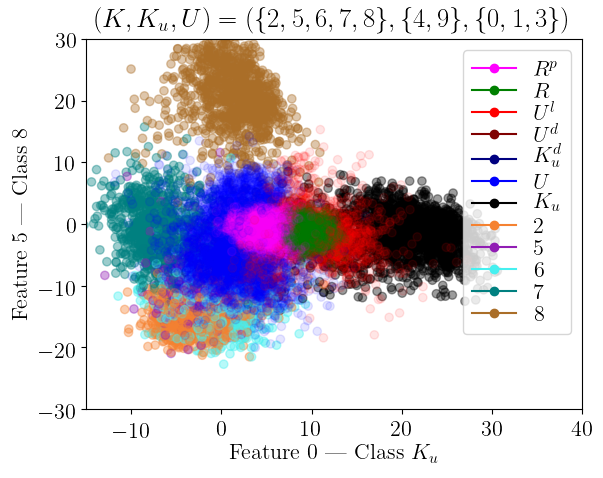 (K, K_u, U) = ({2, 5, 6, 7, 8}, {4, 9}, {0, 1, 3})
30
20
10
0
−10
−20
−30
Feature 5 — Class 8
R^p
R
U^l
U^d
K_u^d
U
K_u
2
5
6
7
8
−10
0
10
20
30
40
Feature 0 — Class K_u